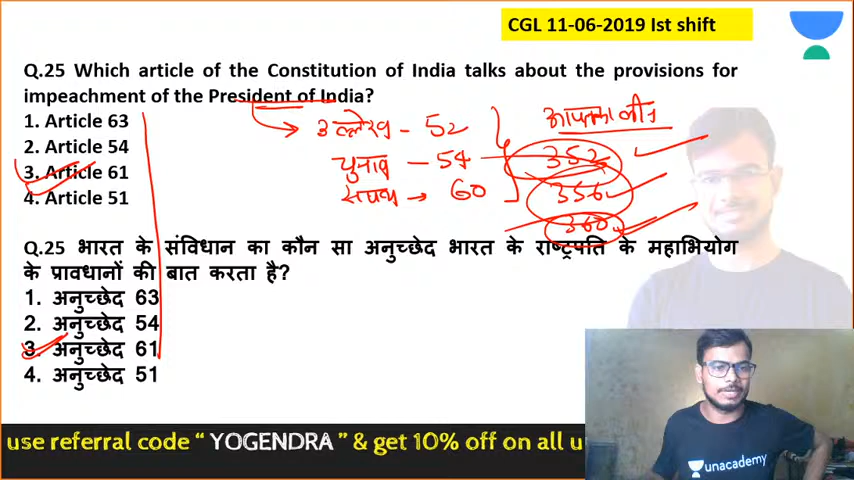 CGL 11-06-2019 Ist shift
Q.25 Which article of the Constitution of India talks about the provisions for
impeachment of the President of India?
1. Article 63
2. Article 54
3. Article 61
4. Article 51
उल्लेख - 52
चुनाव - 54
शपथ → 60
आपातकालीन
352
356
360
Q.25 भारत के संविधान का कौन सा अनुच्छेद भारत के राष्ट्रपति के महाभियोग
के प्रावधानों की बात करता है?
1. अनुच्छेद 63
2. अनुच्छेद 54
3. अनुच्छेद 61
4. अनुच्छेद 51
use referral code “ YOGENDRA ” & get 10% off on all u
unacademy